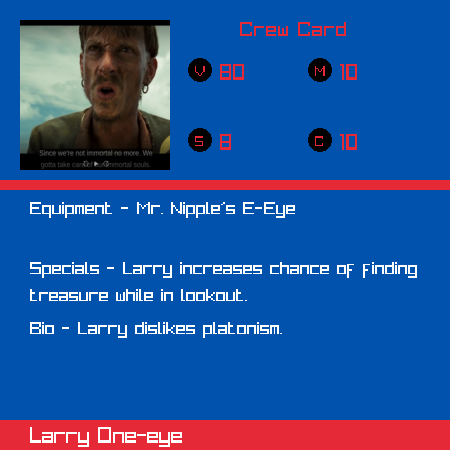 Crew Card
V 80
M 10
Since we're not immortal no more. We
gotta take care of our immortal souls.
S 8
C 10
Equipment - Mr. Nipple's E-Eye
Specials - Larry increases chance of finding
treasure while in lookout.
Bio - Larry dislikes platonism.
Larry One-eye